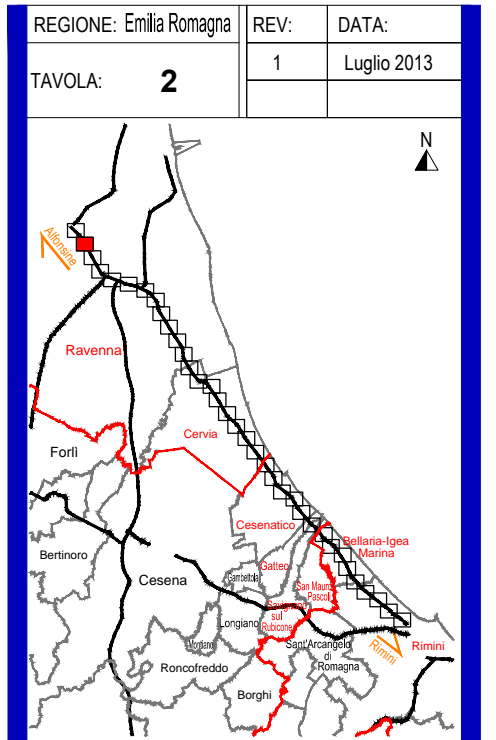 REGIONE: Emilia Romagna
REV:
DATA:
TAVOLA: 2
1
Luglio 2013
N
Alfonsine
Ravenna
Cervia
Forlì
Cesenatico
Bellaria-Igea
Marina
Bertinoro
Gatteo
Gambettola
Cesena
San Mauro
Pascoli
Savignano
sul
Rubicone
Longiano
Montiano
Sant'Arcangelo
di
Romagna
Rimini
Rimini
Roncofreddo
Borghi